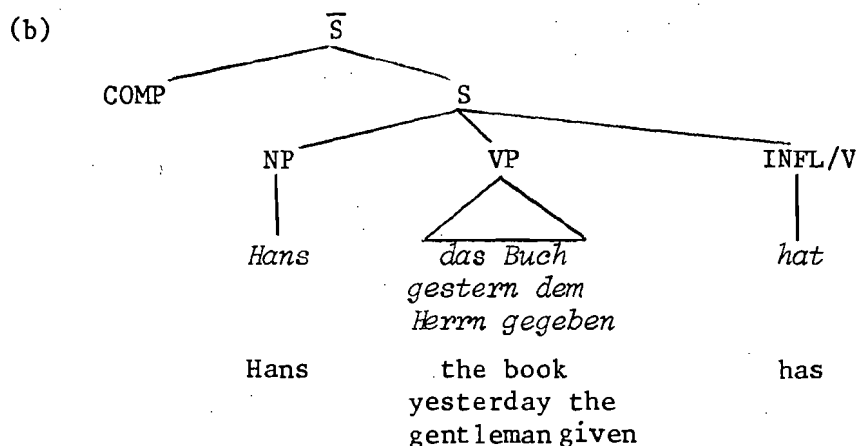 (b) S̅
COMP S
NP VP INFL/V
Hans das Buch hat
gestern dem
Herrn gegeben
Hans the book has
yesterday the
gentleman given